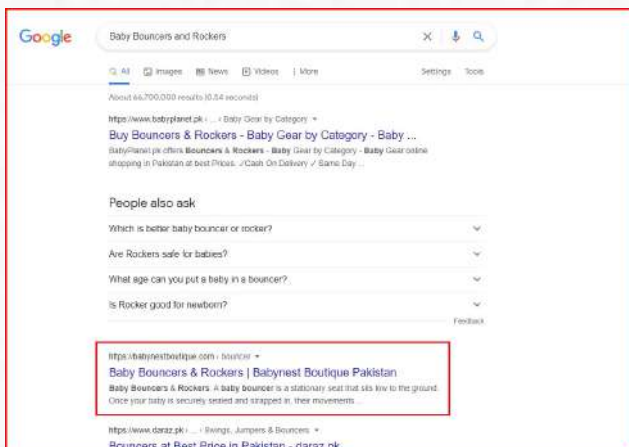 Google
Baby Bouncers and Rockers
All Images News Videos More Settings Tools
About 66,700,000 results (0.54 seconds)
https://www.babyplanet.pk › ... › Baby Gear by Category
Buy Bouncers & Rockers - Baby Gear by Category - Baby ...
BabyPlanet.pk offers Bouncers & Rockers - Baby Gear by Category - Baby Gear online
shopping in Pakistan at best Prices. ✓Cash On Delivery ✓ Same Day ...
People also ask
Which is better baby bouncer or rocker?
Are Rockers safe for babies?
What age can you put a baby in a bouncer?
Is Rocker good for newborn?
Feedback
https://babynestboutique.com › bouncer
Baby Bouncers & Rockers | Babynest Boutique Pakistan
Baby Bouncers & Rockers. A baby bouncer is a stationary seat that sits low to the ground.
Once your baby is securely seated and strapped in, their movements ...
https://www.daraz.pk › ... › Swings, Jumpers & Bouncers
Bouncers at Best Price in Pakistan - daraz.pk